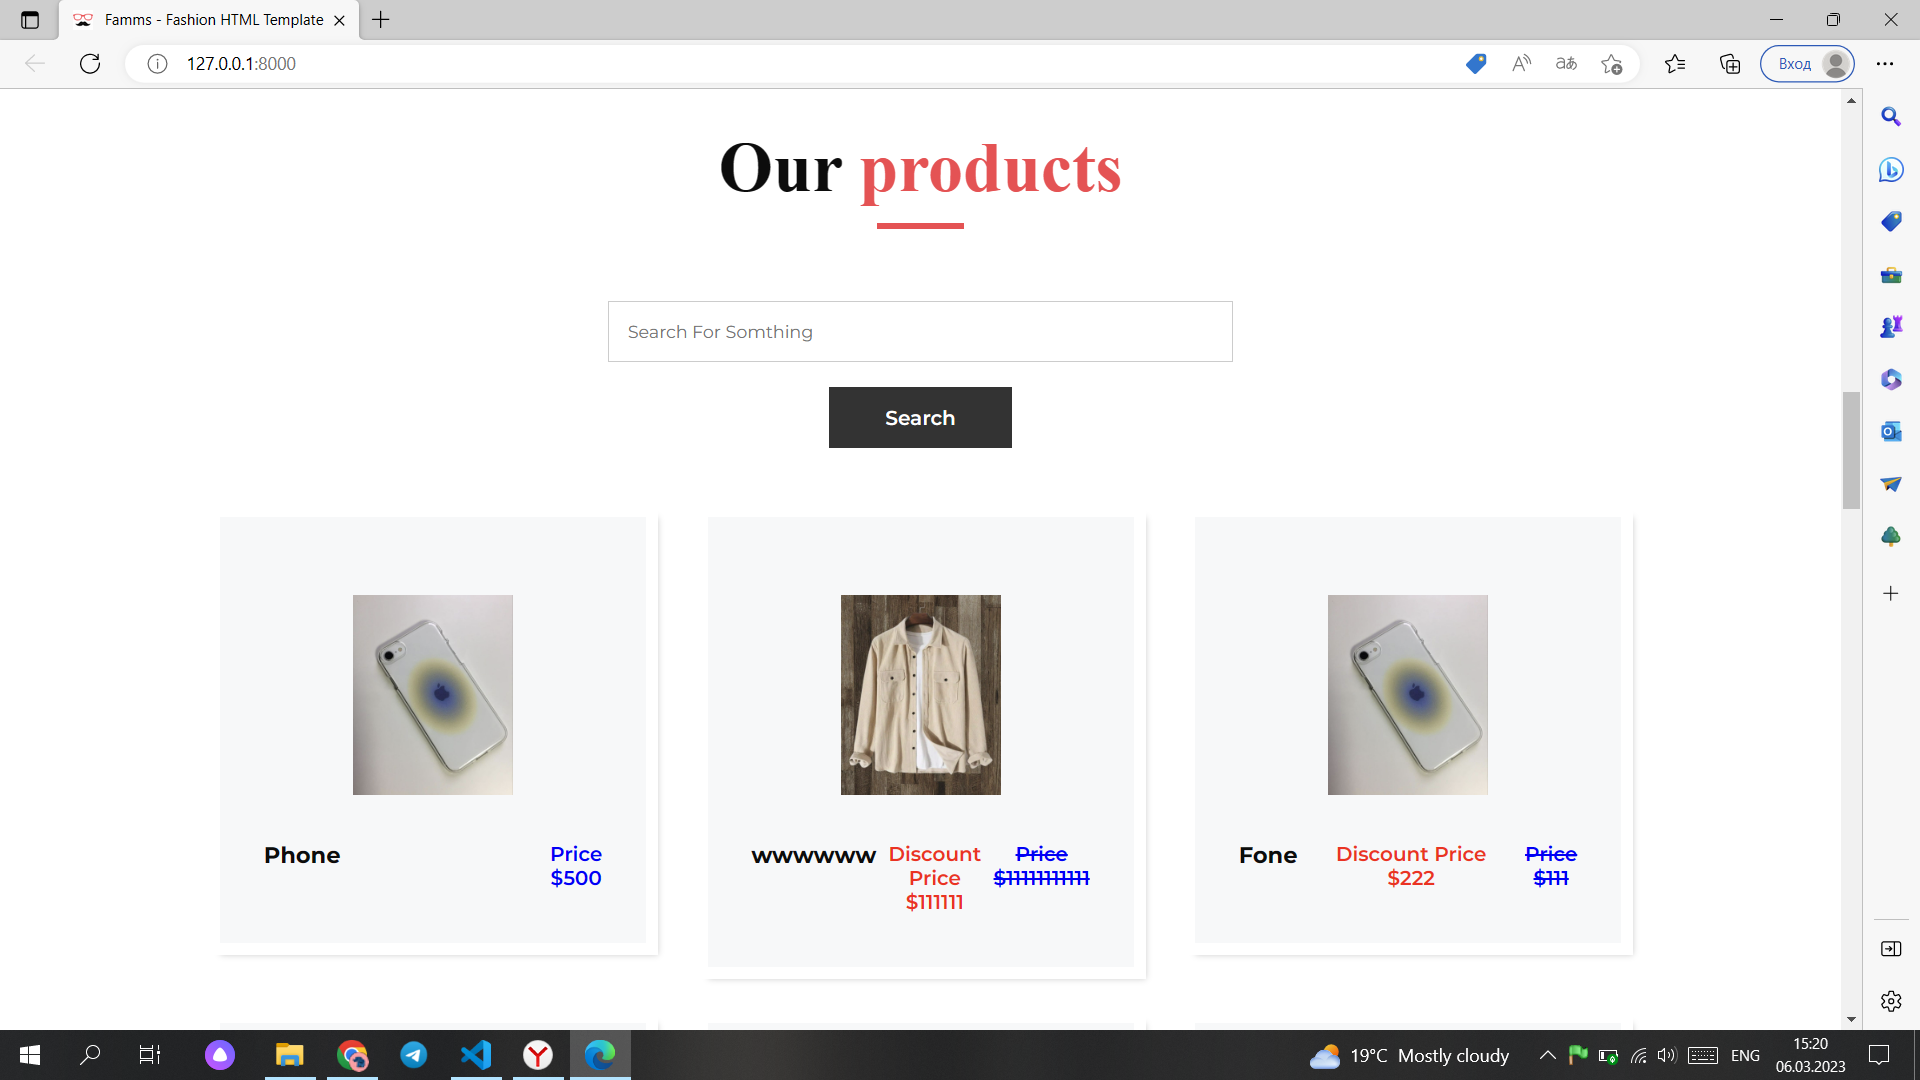 Famms - Fashion HTML Template
127.0.0.1:8000
Вход
Our products
Search For Somthing
Search
Phone
Price
$500
wwwwww
Discount
Price
$111111
Price
$11111111111
Fone
Discount Price
$222
Price
$111
19°C Mostly cloudy
ENG
15:20
06.03.2023